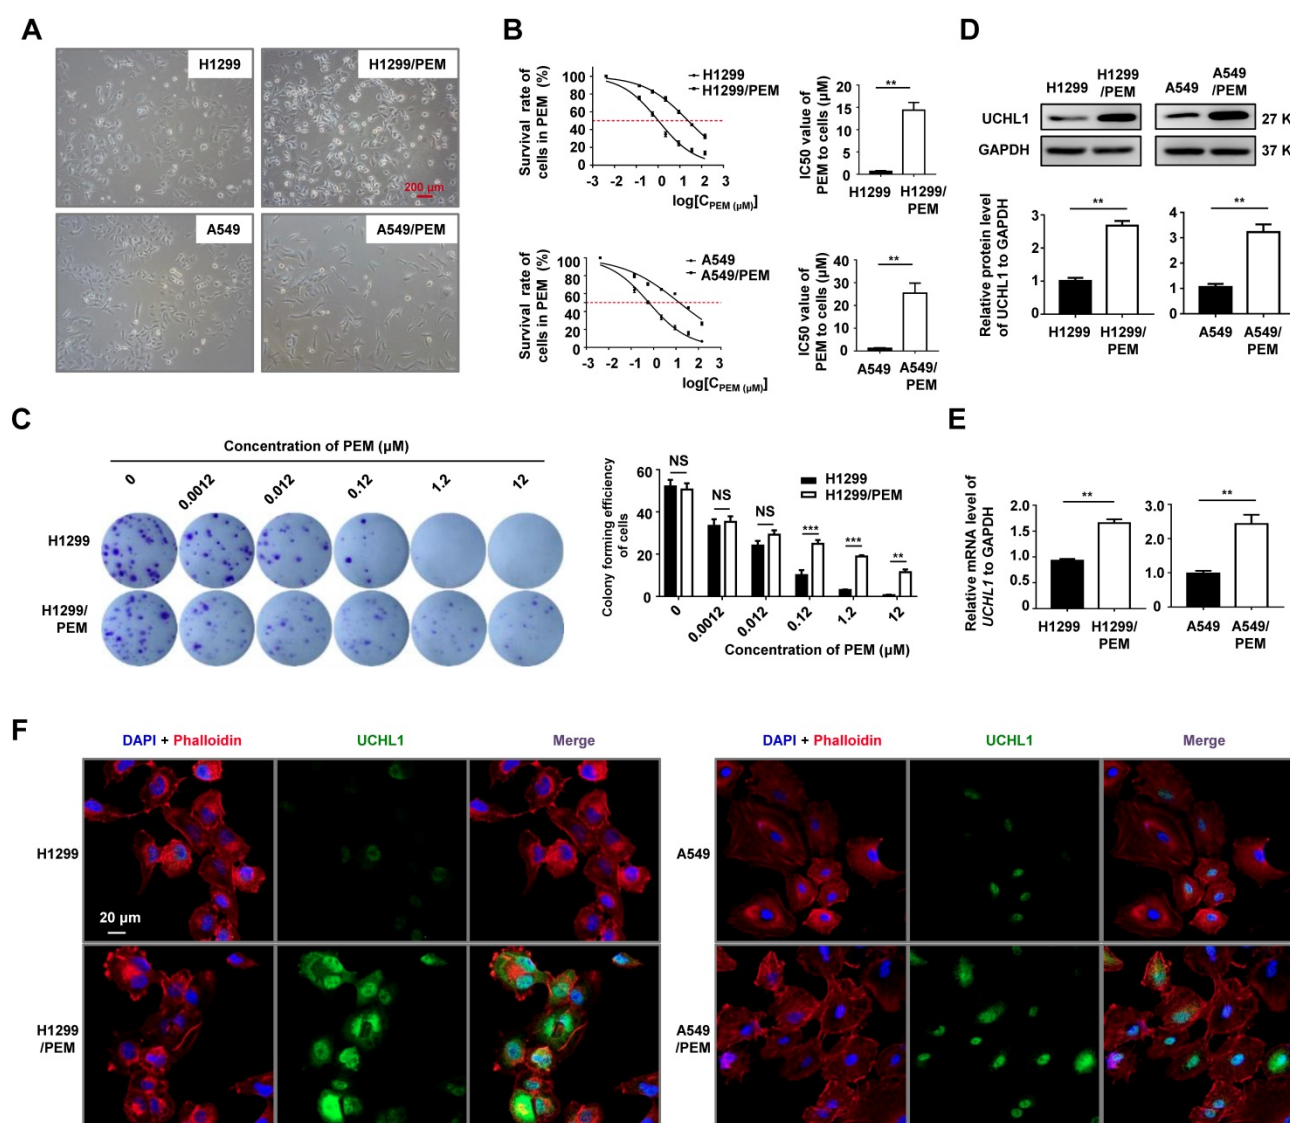 A
H1299
H1299/PEM
200 μm
A549
A549/PEM
B
Survival rate of
cells in PEM (%)
100
80
60
40
20
0
-3 -2 -1 0 1 2 3
log[C PEM (μM)]
H1299
H1299/PEM
IC50 value of
PEM to cells (μM)
20
15
10
5
0
**
H1299 H1299/
PEM
Survival rate of
cells in PEM (%)
100
80
60
40
20
0
-3 -2 -1 0 1 2 3
log[C PEM (μM)]
A549
A549/PEM
IC50 value of
PEM to cells (μM)
40
30
20
10
0
**
A549 A549/
PEM
C
Concentration of PEM (μM)
0 0.0012 0.012 0.12 1.2 12
H1299
H1299/
PEM
Colony forming efficiency
of cells
60
40
20
0
NS NS NS *** *** **
H1299
H1299/PEM
0 0.0012 0.012 0.12 1.2 12
Concentration of PEM (μM)
D
H1299 H1299
/PEM
A549 A549
/PEM
UCHL1
27 K
GAPDH
37 K
Relative protein level
of UCHL1 to GAPDH
3
2
1
0
**
H1299 H1299/
PEM
4
3
2
1
0
**
A549 A549/
PEM
E
Relative mRNA level of
UCHL1 to GAPDH
2.0
1.5
1.0
0.5
0
**
H1299 H1299/
PEM
3.0
2.0
1.0
0
**
A549 A549/
PEM
F
DAPI + Phalloidin UCHL1 Merge
H1299
20 μm
H1299
/PEM
DAPI + Phalloidin UCHL1 Merge
A549
A549
/PEM